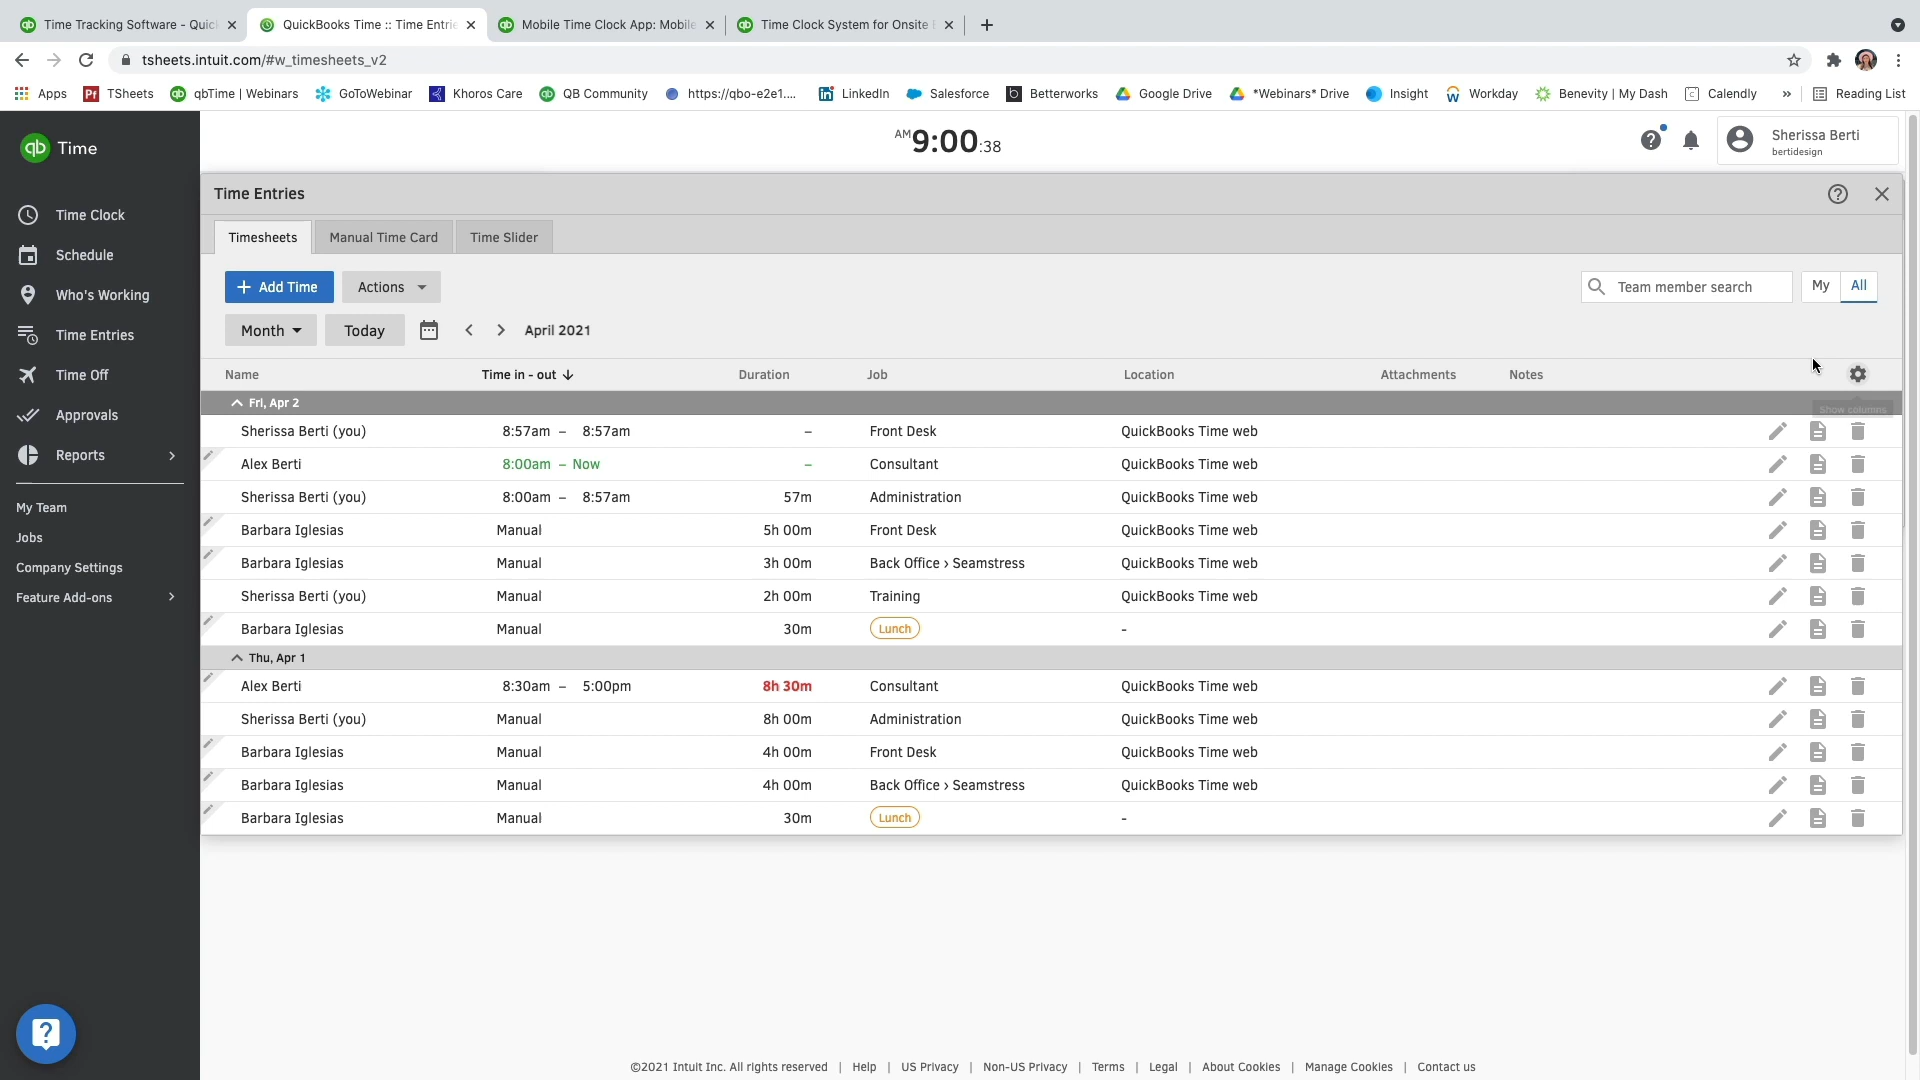 Time Tracking Software - Quick
QuickBooks Time :: Time Entrie
Mobile Time Clock App: Mobile
Time Clock System for Onsite E
tsheets.intuit.com/#w_timesheets_v2
Apps
TSheets
qbTime | Webinars
GoToWebinar
Khoros Care
QB Community
https://qbo-e2e1....
LinkedIn
Salesforce
Betterworks
Google Drive
*Webinars* Drive
Insight
Workday
Benevity | My Dash
Calendly
»
Reading List
qb Time
AM 9:00:38
Sherissa Berti
bertidesign
Time Clock
Schedule
Who's Working
Time Entries
Time Off
Approvals
Reports
My Team
Jobs
Company Settings
Feature Add-ons
Time Entries
Timesheets
Manual Time Card
Time Slider
+ Add Time
Actions
Team member search
My
All
Month
Today
April 2021
Name Time in - out Duration Job Location Attachments Notes
Show columns
Fri, Apr 2
Sherissa Berti (you) 8:57am – 8:57am – Front Desk QuickBooks Time web
Alex Berti 8:00am – Now – Consultant QuickBooks Time web
Sherissa Berti (you) 8:00am – 8:57am 57m Administration QuickBooks Time web
Barbara Iglesias Manual 5h 00m Front Desk QuickBooks Time web
Barbara Iglesias Manual 3h 00m Back Office › Seamstress QuickBooks Time web
Sherissa Berti (you) Manual 2h 00m Training QuickBooks Time web
Barbara Iglesias Manual 30m Lunch -
Thu, Apr 1
Alex Berti 8:30am – 5:00pm 8h 30m Consultant QuickBooks Time web
Sherissa Berti (you) Manual 8h 00m Administration QuickBooks Time web
Barbara Iglesias Manual 4h 00m Front Desk QuickBooks Time web
Barbara Iglesias Manual 4h 00m Back Office › Seamstress QuickBooks Time web
Barbara Iglesias Manual 30m Lunch -
©2021 Intuit Inc. All rights reserved | Help | US Privacy | Non-US Privacy | Terms | Legal | About Cookies | Manage Cookies | Contact us